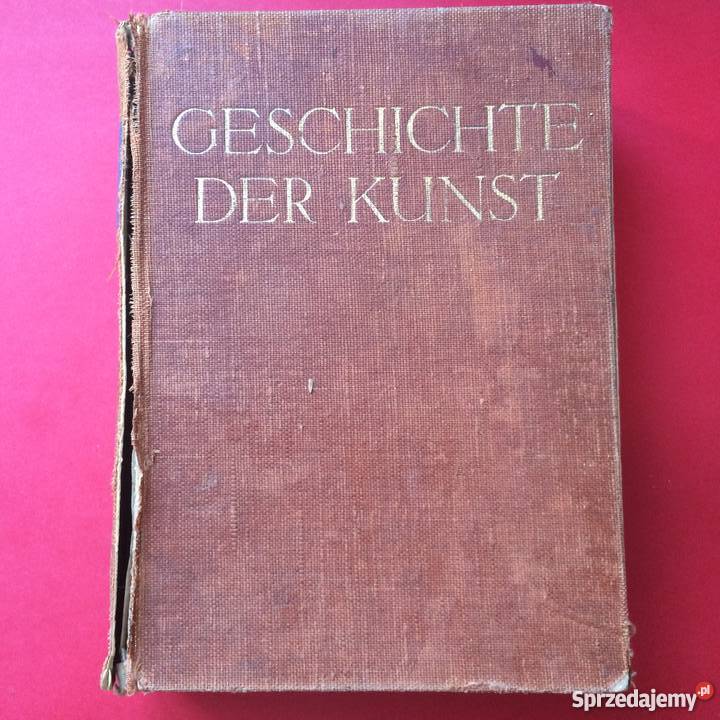 GESCHICHTE
DER KUNST
Sprzedajemy.pl